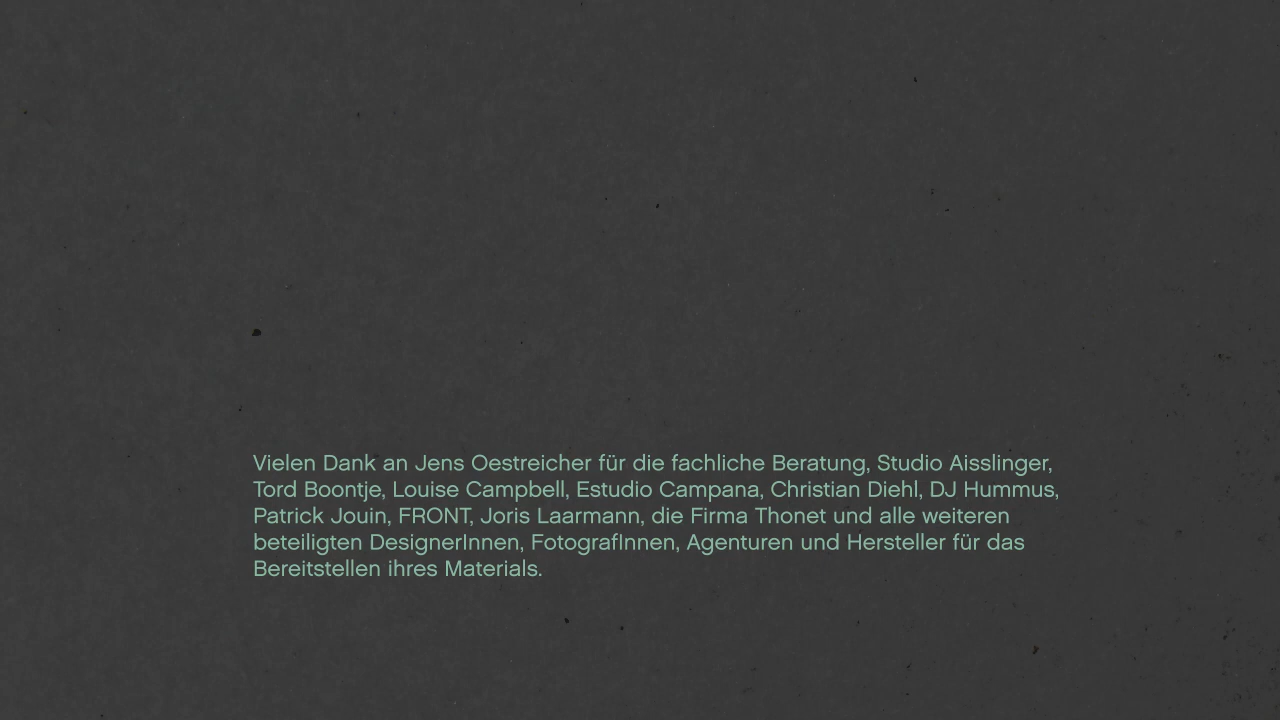 Vielen Dank an Jens Oestreicher für die fachliche Beratung, Studio Aisslinger,
Tord Boontje, Louise Campbell, Estudio Campana, Christian Diehl, DJ Hummus,
Patrick Jouin, FRONT, Joris Laarmann, die Firma Thonet und alle weiteren
beteiligten DesignerInnen, FotografInnen, Agenturen und Hersteller für das
Bereitstellen ihres Materials.